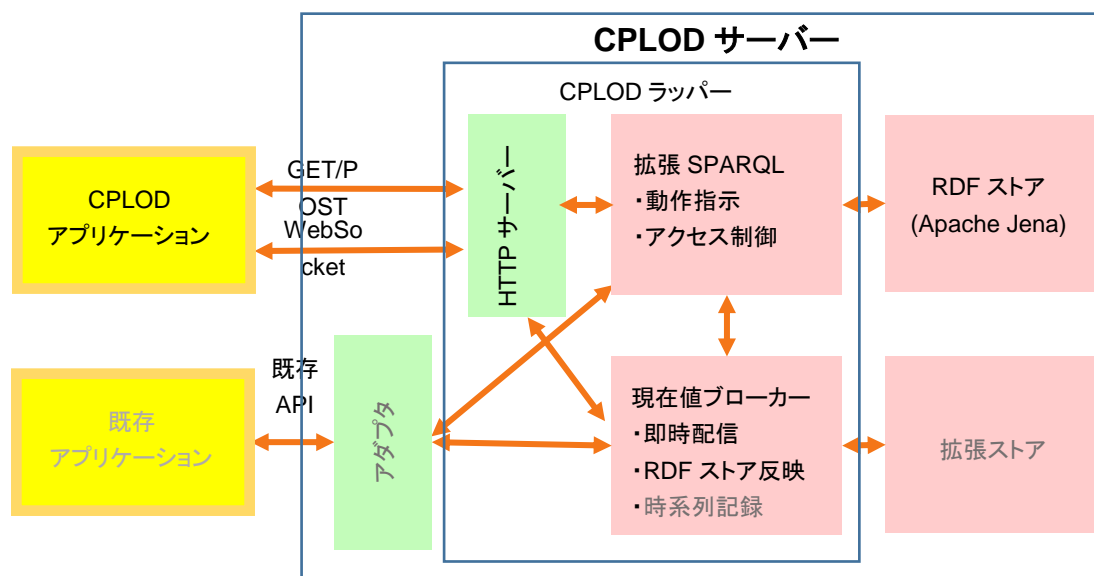 CPLOD サーバー
CPLOD ラッパー
CPLOD
アプリケーション
GET/P
OST
WebSo
cket
HTTP サーバー
拡張 SPARQL
・動作指示
・アクセス制御
RDF ストア
(Apache Jena)
既存
アプリケーション
既存
API
アダプタ
現在値ブローカー
・即時配信
・RDF ストア反映
・時系列記録
拡張ストア